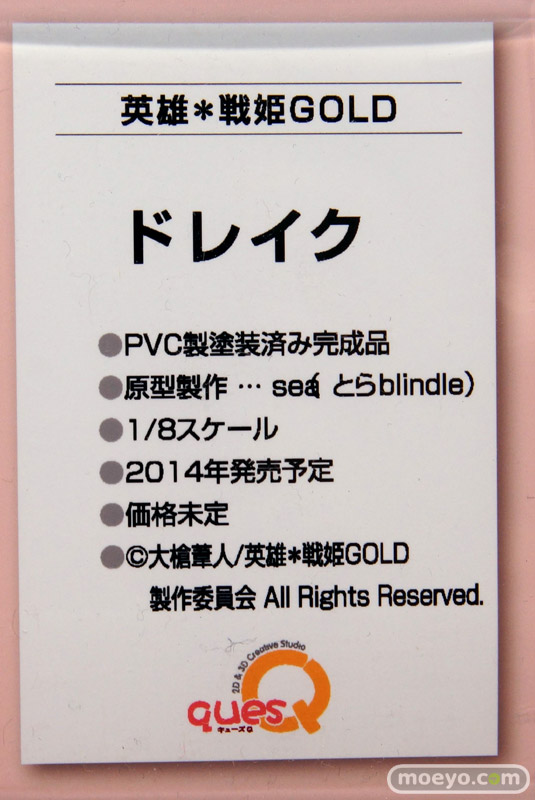 英雄*戦姫GOLD
ドレイク
●PVC製塗装済み完成品
●原型製作 … sea( とらblindle)
●1/8スケール
●2014年発売予定
●価格未定
●©大槍葦人/英雄*戦姫GOLD
製作委員会 All Rights Reserved.
2D & 3D Creative Studio
quesQ
キューズQ
moeyo.com